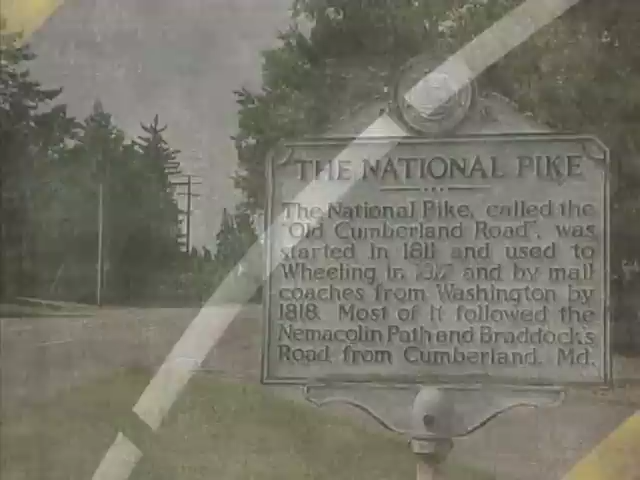 THE NATIONAL PIKE
The National Pike, called the
"Old Cumberland Road", was
started in 1811 and used to
Wheeling in 1817 and by mail
coaches from Washington by
1818. Most of it followed the
Nemacolin Path and Braddock's
Road from Cumberland, Md.